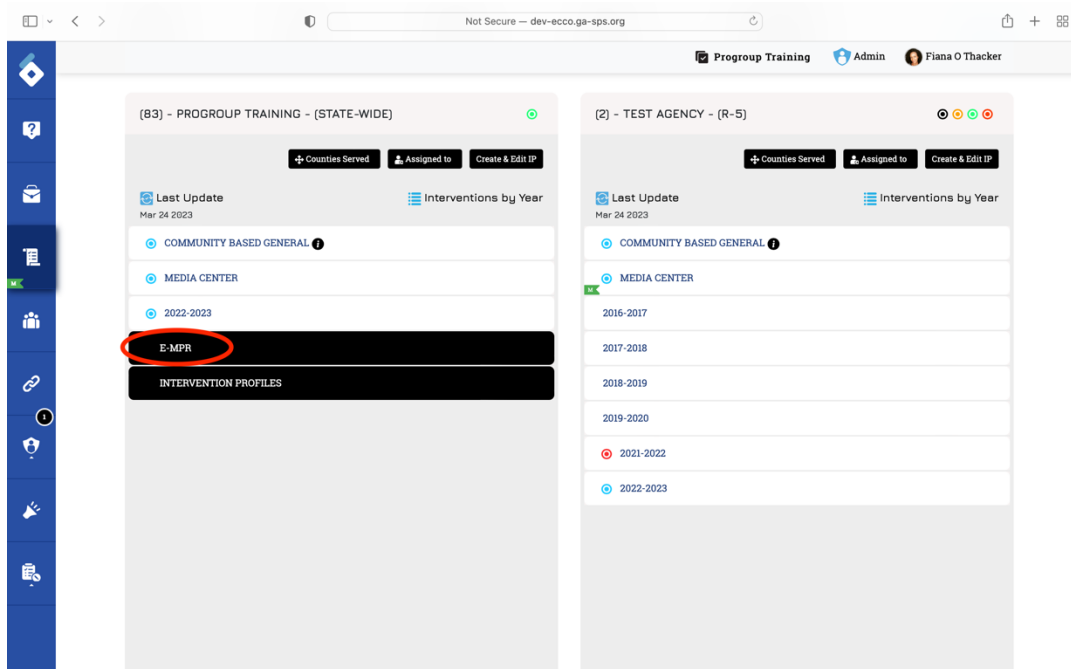 Not Secure — dev-ecco.ga-sps.org
Progroup Training Admin Fiana O Thacker
(83) - PROGROUP TRAINING - (STATE-WIDE)
Counties Served Assigned to Create & Edit IP
Last Update Interventions by Year
Mar 24 2023
COMMUNITY BASED GENERAL i
MEDIA CENTER
2022-2023
E-MPR
INTERVENTION PROFILES
(2) - TEST AGENCY - (R-5)
Counties Served Assigned to Create & Edit IP
Last Update Interventions by Year
Mar 24 2023
COMMUNITY BASED GENERAL i
MEDIA CENTER
M
2016-2017
2017-2018
2018-2019
2019-2020
2021-2022
2022-2023
M
1